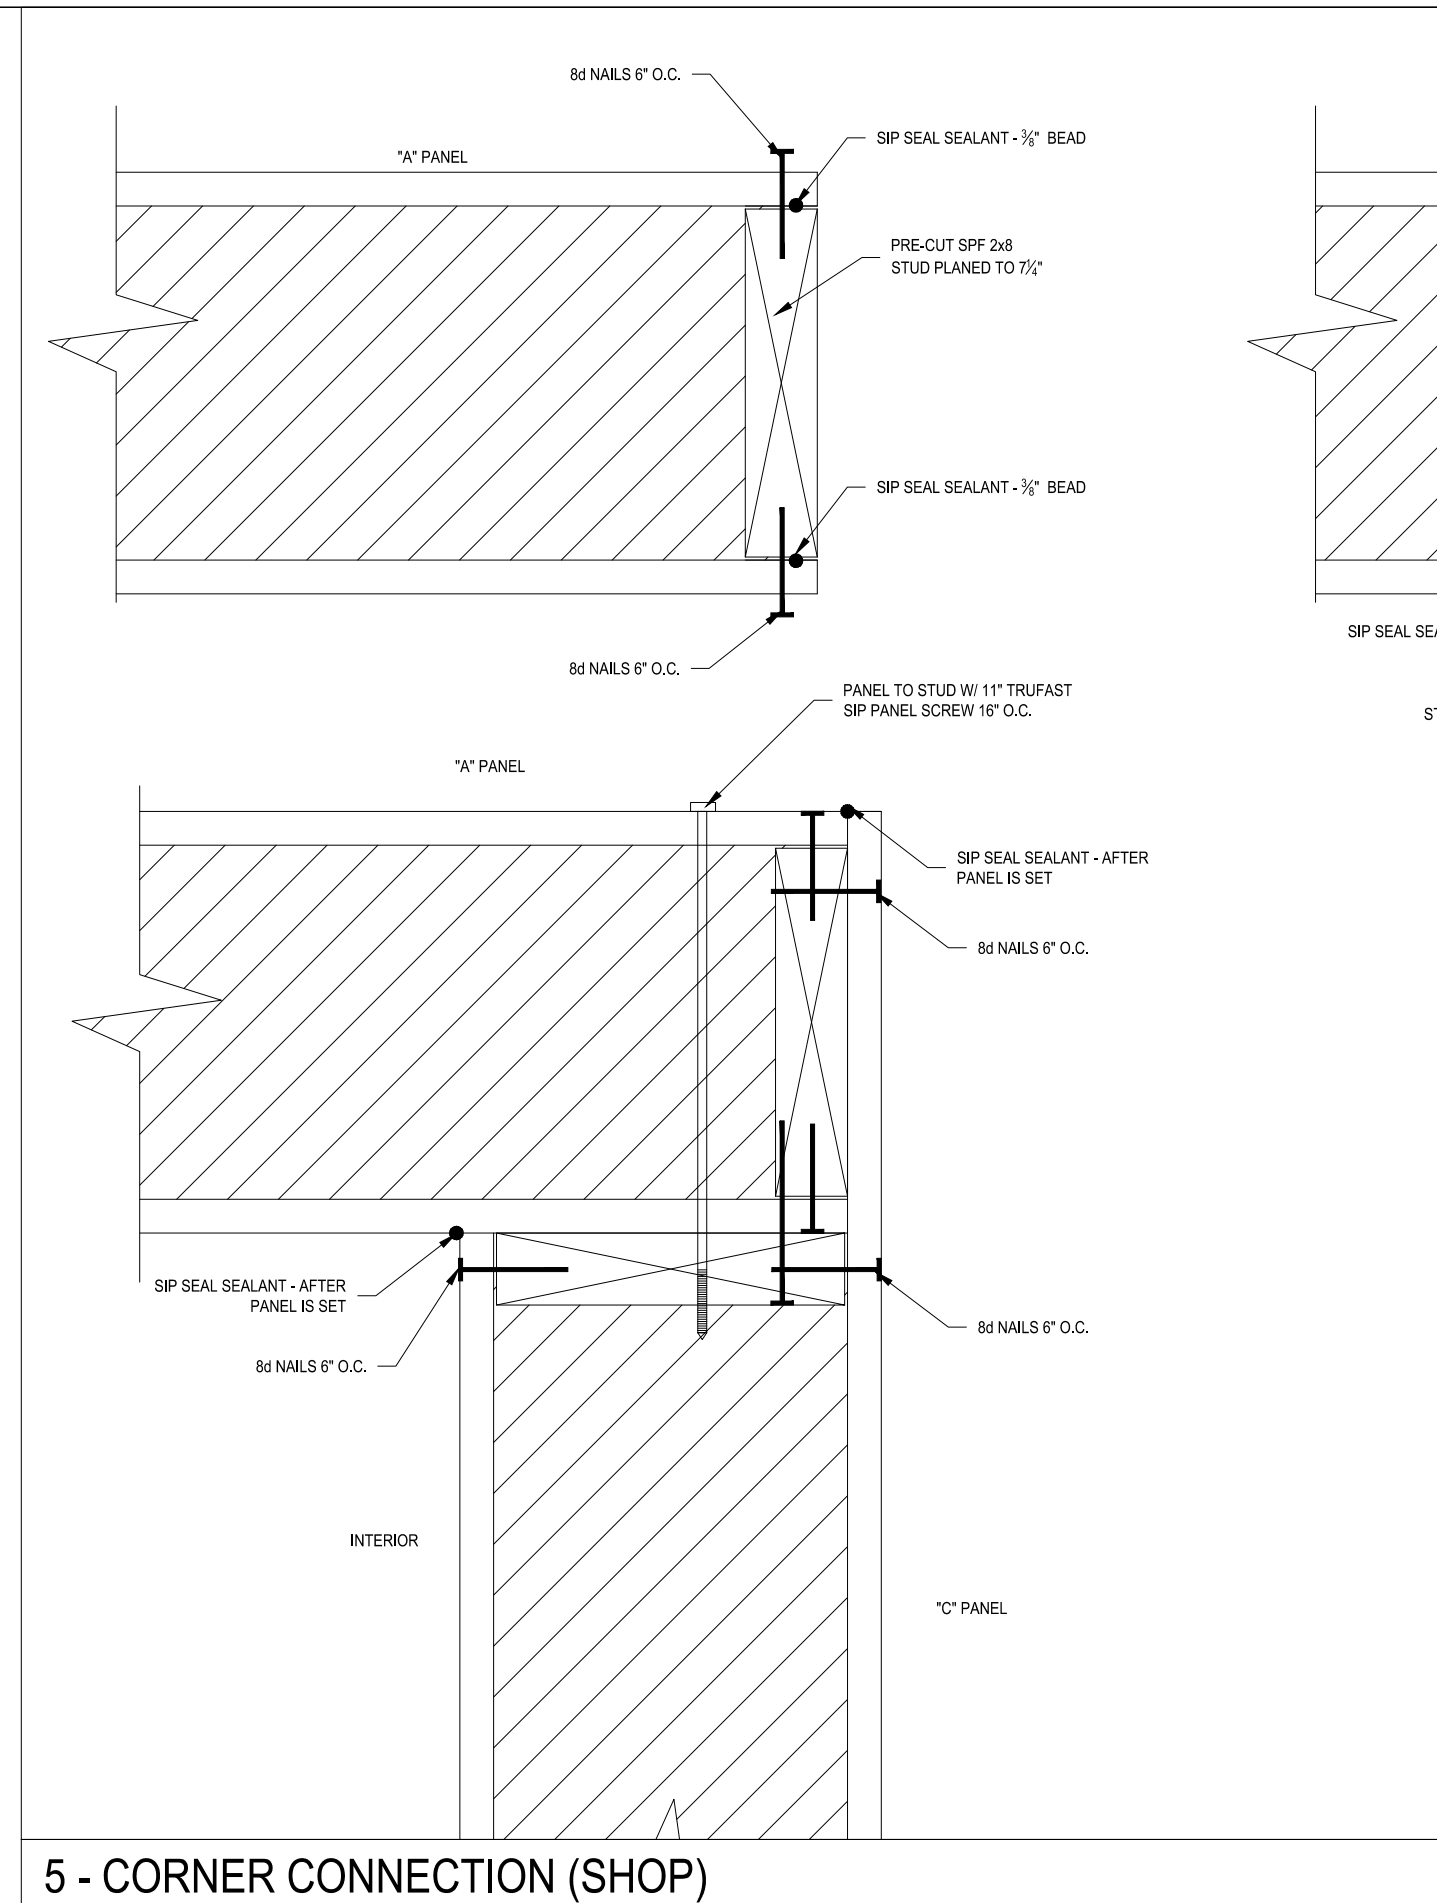 8d NAILS 6" O.C.
"A" PANEL
SIP SEAL SEALANT - ⅜" BEAD
PRE-CUT SPF 2x8
STUD PLANED TO 7¼"
SIP SEAL SEALANT - ⅜" BEAD
8d NAILS 6" O.C.
SIP SEAL
PANEL TO STUD W/ 11" TRUFAST
SIP PANEL SCREW 16" O.C.
"A" PANEL
SIP SEAL SEALANT - AFTER
PANEL IS SET
8d NAILS 6" O.C.
SIP SEAL SEALANT - AFTER
PANEL IS SET
8d NAILS 6" O.C.
8d NAILS 6" O.C.
INTERIOR
"C" PANEL
5 - CORNER CONNECTION (SHOP)